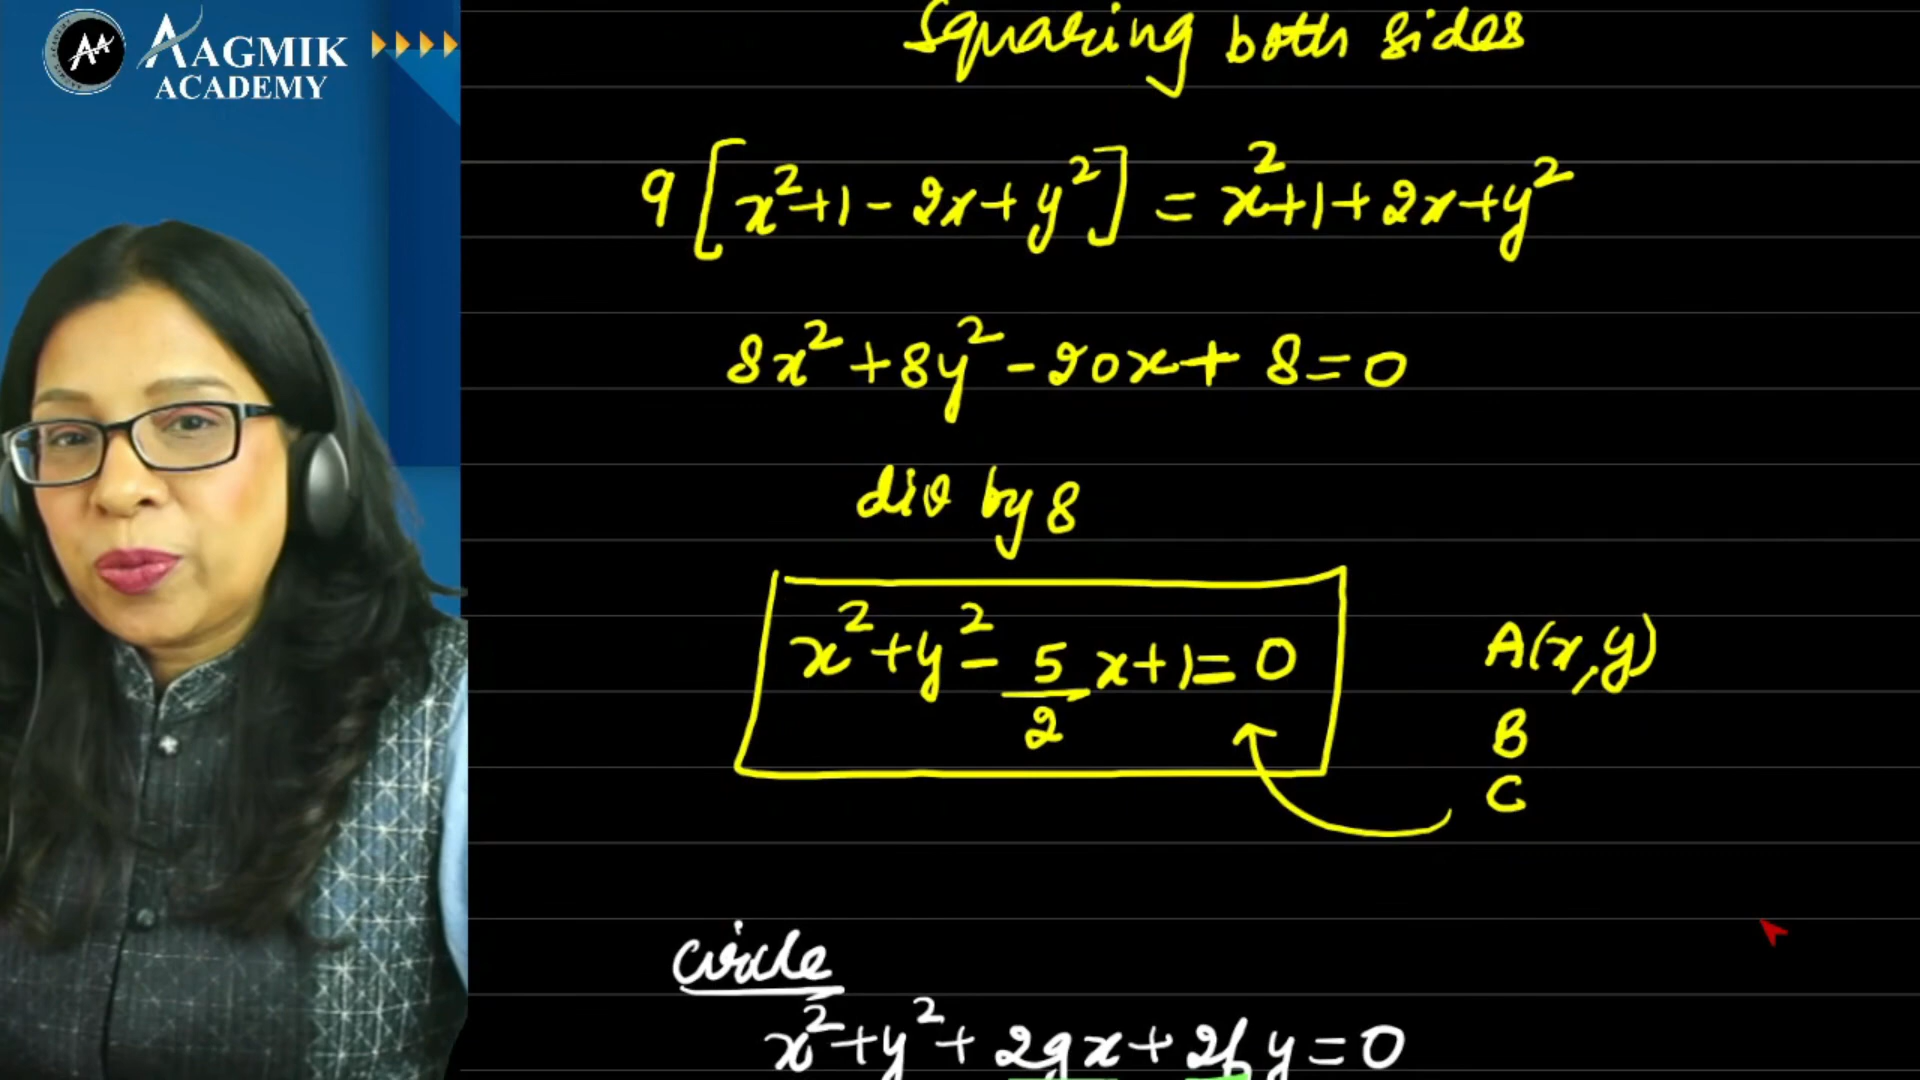 AAGMIK
ACADEMY
Squaring both sides
9[x²+1-2x+y²] = x²+1+2x+y²
8x²+8y²-20x+8=0
div by 8
x²+y²-5/2x+1=0
A(x,y)
B
C
circle
x²+y²+2gx+2fy=0